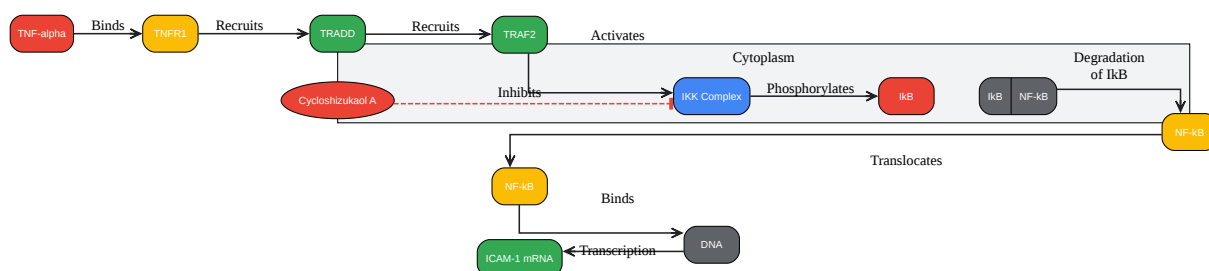 TNF-alpha
Binds
TNFR1
Recruits
TRADD
Recruits
TRAF2
Activates
Cytoplasm
Degradation
of IkB
Cycloshizukaol A
Inhibits
IKK Complex
Phosphorylates
IkB
IkB
NF-kB
NF-kB
Translocates
NF-kB
Binds
DNA
Transcription
ICAM-1 mRNA